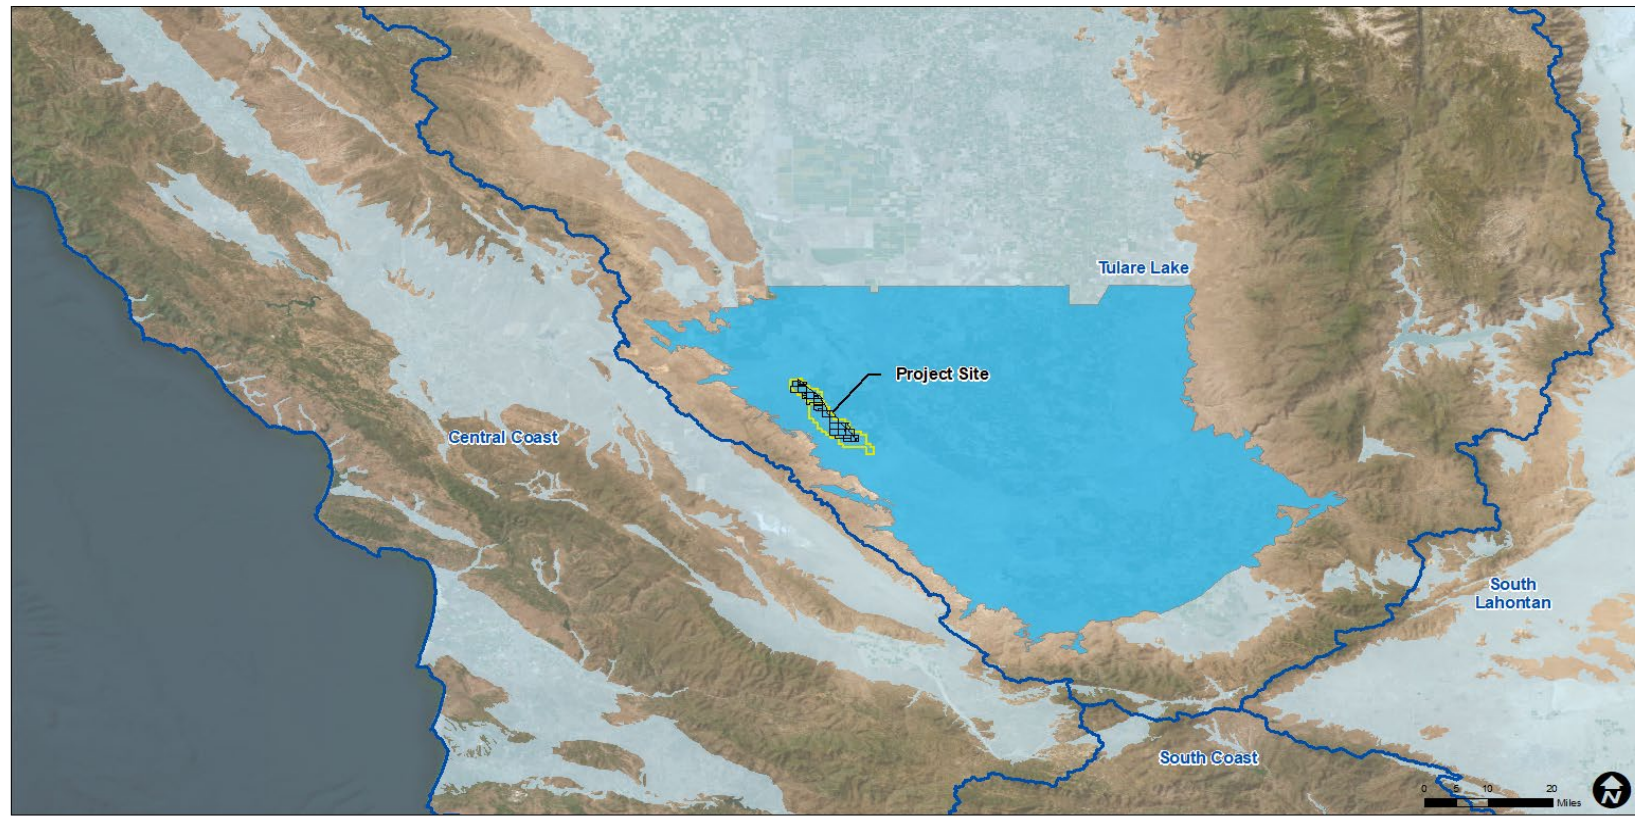 Tulare Lake
Project Site
Central Coast
South
Lahontan
South Coast
0 5 10 20
Miles
N